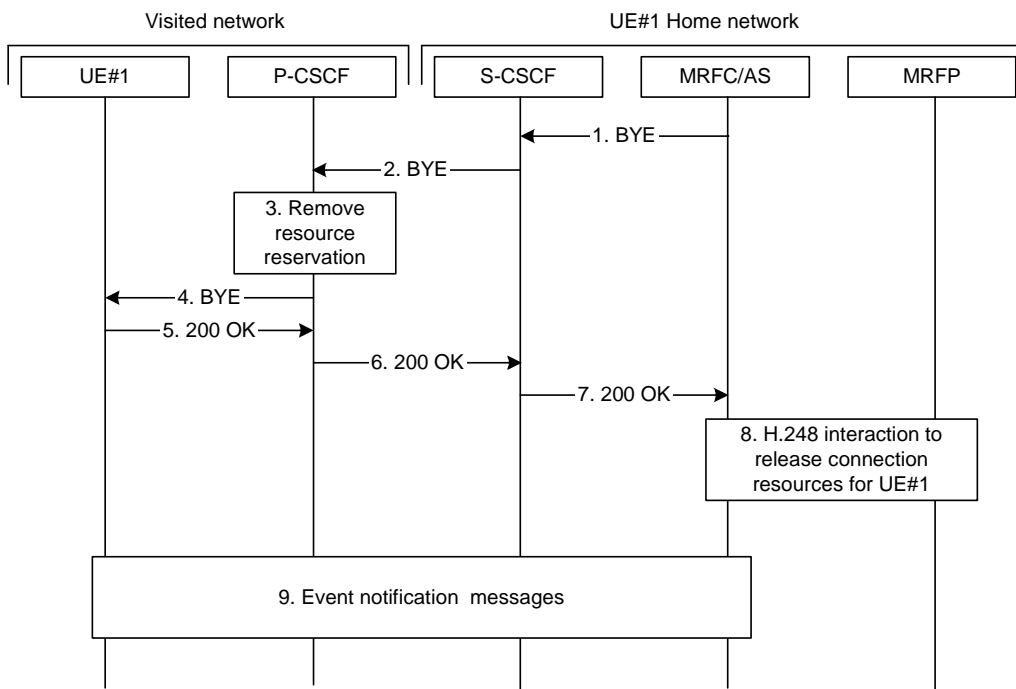 Visited network
UE#1 Home network
UE#1
P-CSCF
S-CSCF
MRFC/AS
MRFP
1. BYE
2. BYE
3. Remove
resource
reservation
4. BYE
5. 200 OK
6. 200 OK
7. 200 OK
8. H.248 interaction to
release connection
resources for UE#1
9. Event notification messages